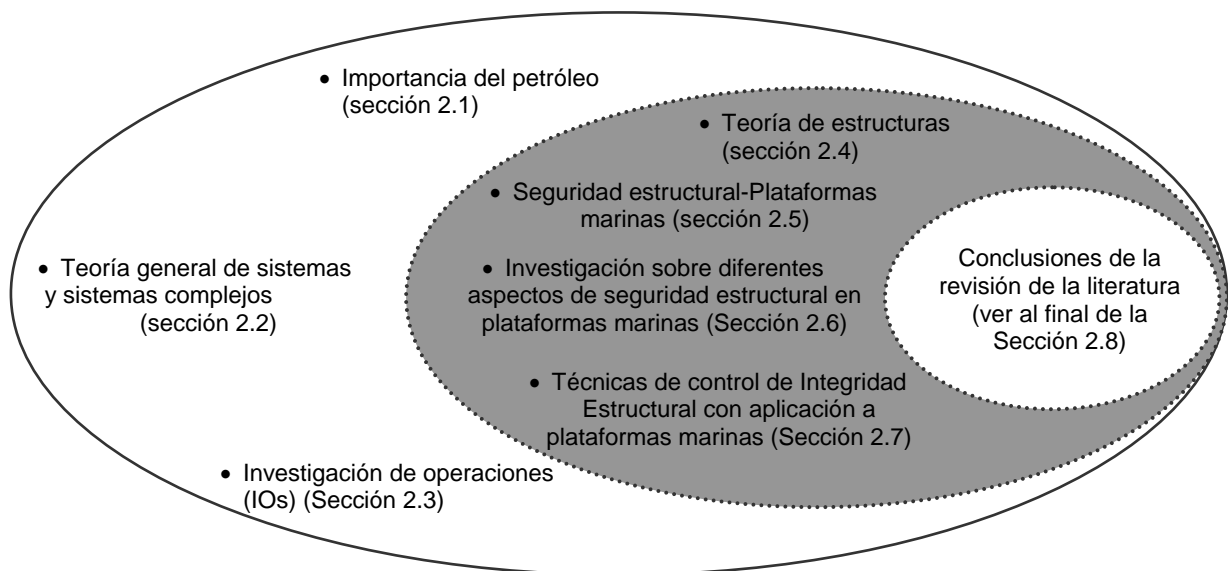 • Importancia del petróleo
(sección 2.1)
• Teoría de estructuras
(sección 2.4)
• Seguridad estructural-Plataformas
marinas (sección 2.5)
• Teoría general de sistemas
y sistemas complejos
(sección 2.2)
• Investigación sobre diferentes
aspectos de seguridad estructural en
plataformas marinas (Sección 2.6)
Conclusiones de la
revisión de la literatura
(ver al final de la
Sección 2.8)
• Técnicas de control de Integridad
Estructural con aplicación a
plataformas marinas (Sección 2.7)
• Investigación de operaciones
(IOs) (Sección 2.3)